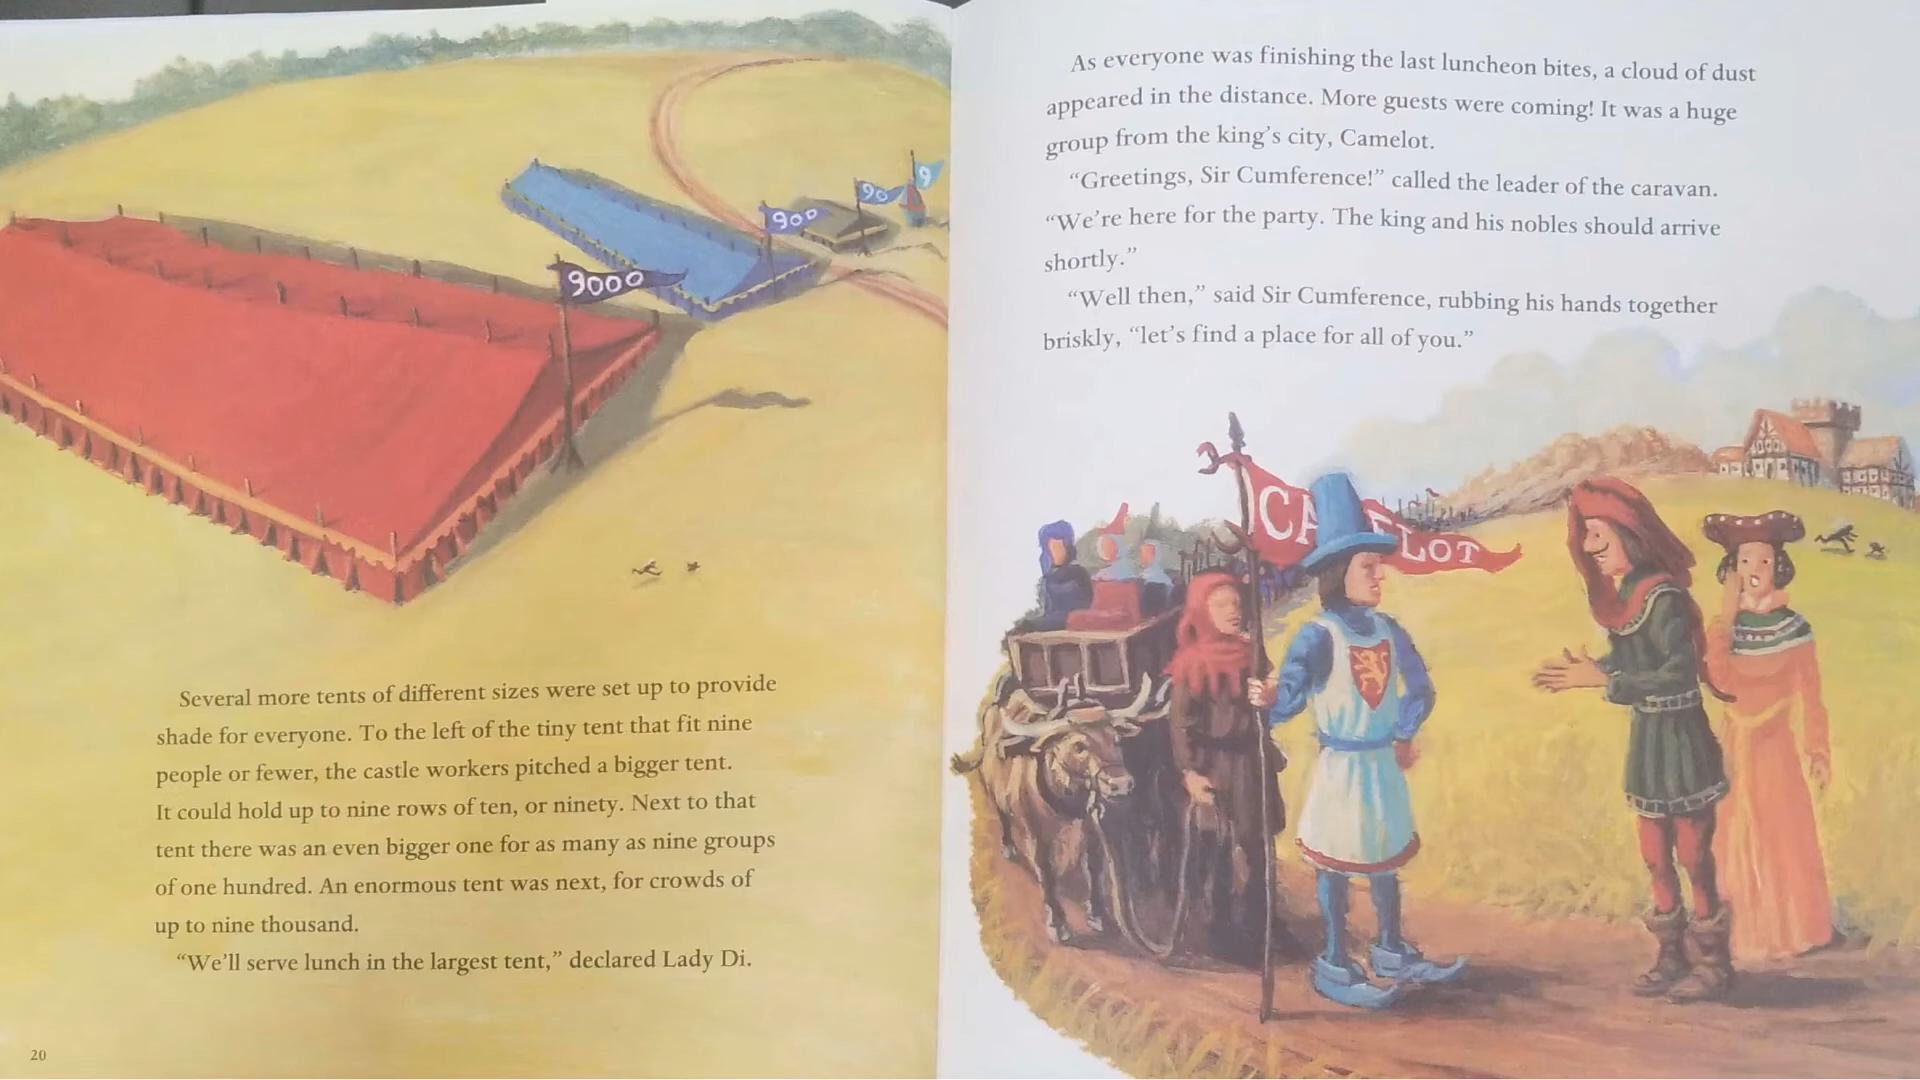 9000
900
90
9
Several more tents of different sizes were set up to provide
shade for everyone. To the left of the tiny tent that fit nine
people or fewer, the castle workers pitched a bigger tent.
It could hold up to nine rows of ten, or ninety. Next to that
tent there was an even bigger one for as many as nine groups
of one hundred. An enormous tent was next, for crowds of
up to nine thousand.
“We’ll serve lunch in the largest tent,” declared Lady Di.
20
As everyone was finishing the last luncheon bites, a cloud of dust
appeared in the distance. More guests were coming! It was a huge
group from the king’s city, Camelot.
“Greetings, Sir Cumference!” called the leader of the caravan.
“We’re here for the party. The king and his nobles should arrive
shortly.”
“Well then,” said Sir Cumference, rubbing his hands together
briskly, “let’s find a place for all of you.”
CA ELOT